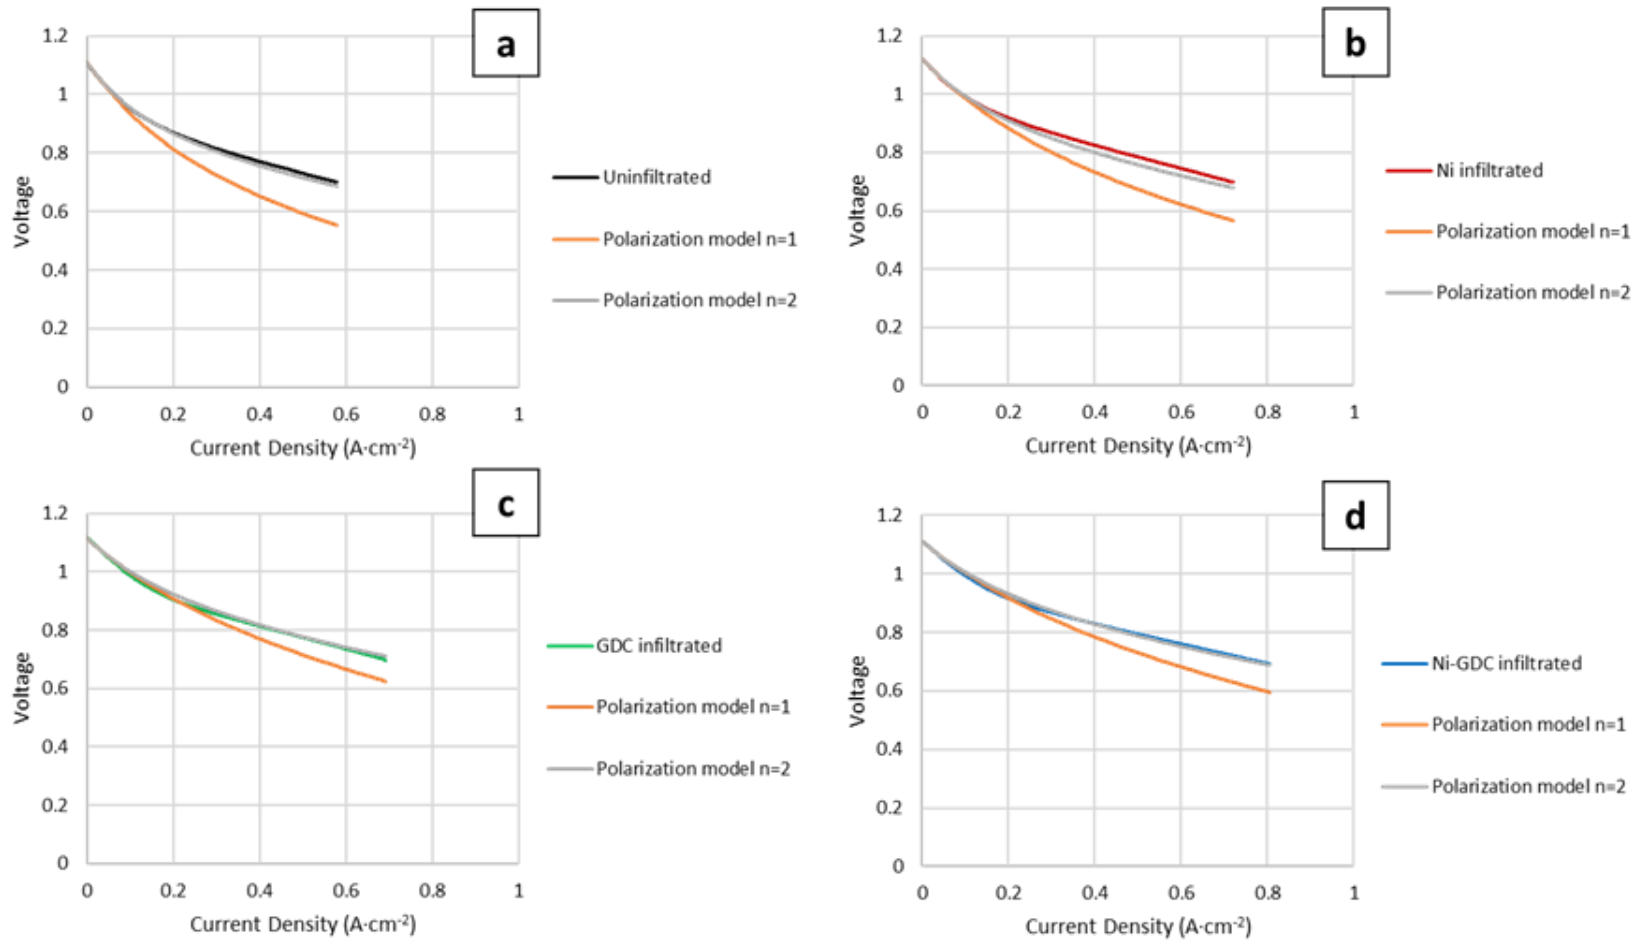 a
1.2
1
0.8
0.6
0.4
0.2
0
Voltage
0 0.2 0.4 0.6 0.8 1
Current Density (A·cm⁻²)
Uninfiltrated
Polarization model n=1
Polarization model n=2
b
1.2
1
0.8
0.6
0.4
0.2
0
Voltage
0 0.2 0.4 0.6 0.8 1
Current Density (A·cm⁻²)
Ni infiltrated
Polarization model n=1
Polarization model n=2
c
1.2
1
0.8
0.6
0.4
0.2
0
Voltage
0 0.2 0.4 0.6 0.8 1
Current Density (A·cm⁻²)
GDC infiltrated
Polarization model n=1
Polarization model n=2
d
1.2
1
0.8
0.6
0.4
0.2
0
Voltage
0 0.2 0.4 0.6 0.8 1
Current Density (A·cm⁻²)
Ni-GDC infiltrated
Polarization model n=1
Polarization model n=2